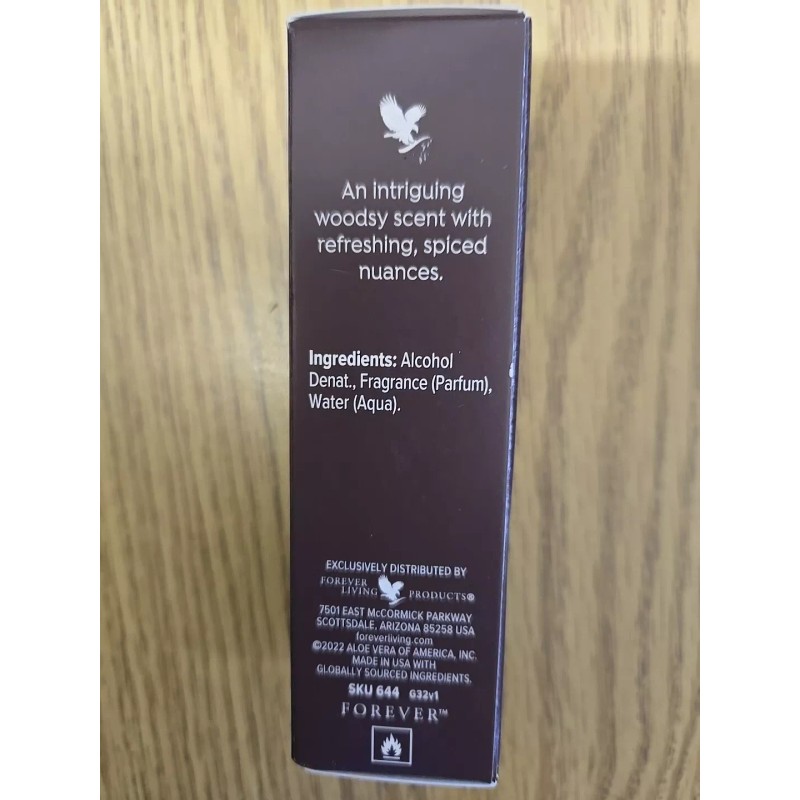 An intriguing
woodsy scent with
refreshing, spiced
nuances.
Ingredients: Alcohol
Denat., Fragrance (Parfum),
Water (Aqua).
EXCLUSIVELY DISTRIBUTED BY
FOREVER
LIVING PRODUCTS®
7501 EAST McCORMICK PARKWAY
SCOTTSDALE, ARIZONA 85258 USA
foreverliving.com
©2022 ALOE VERA OF AMERICA, INC.
MADE IN USA WITH
GLOBALLY SOURCED INGREDIENTS.
SKU 644 G32v1
FOREVER™